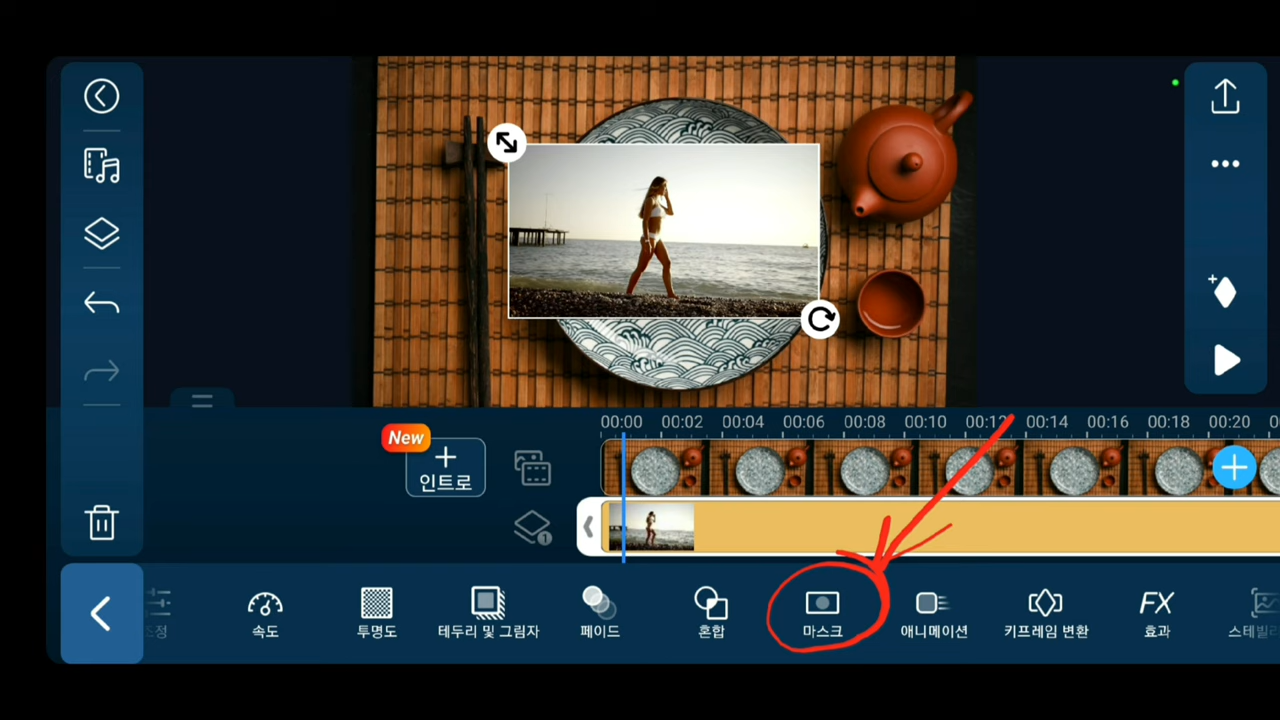 00:00 00:02 00:04 00:06 00:08 00:10 00:12 00:14 00:16 00:18 00:20
New
인트로
1
속도 투명도 테두리 및 그림자 페이드 혼합 마스크 애니메이션 키프레임 변환 FX 효과